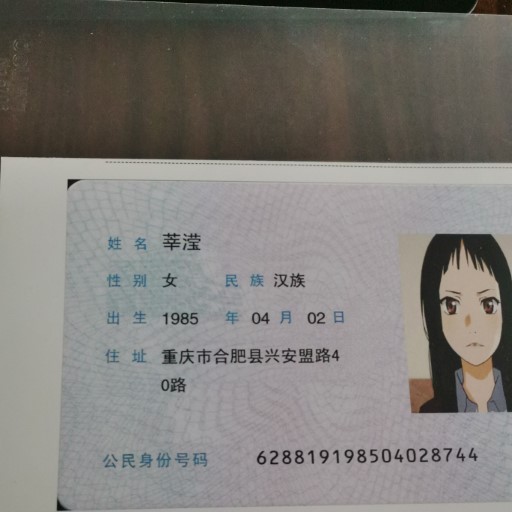 姓名 莘滢
性别 女 民族 汉族
出生 1985 年 04 月 02 日
住址 重庆市合肥县兴安盟路4
0路
公民身份号码 628819198504028744